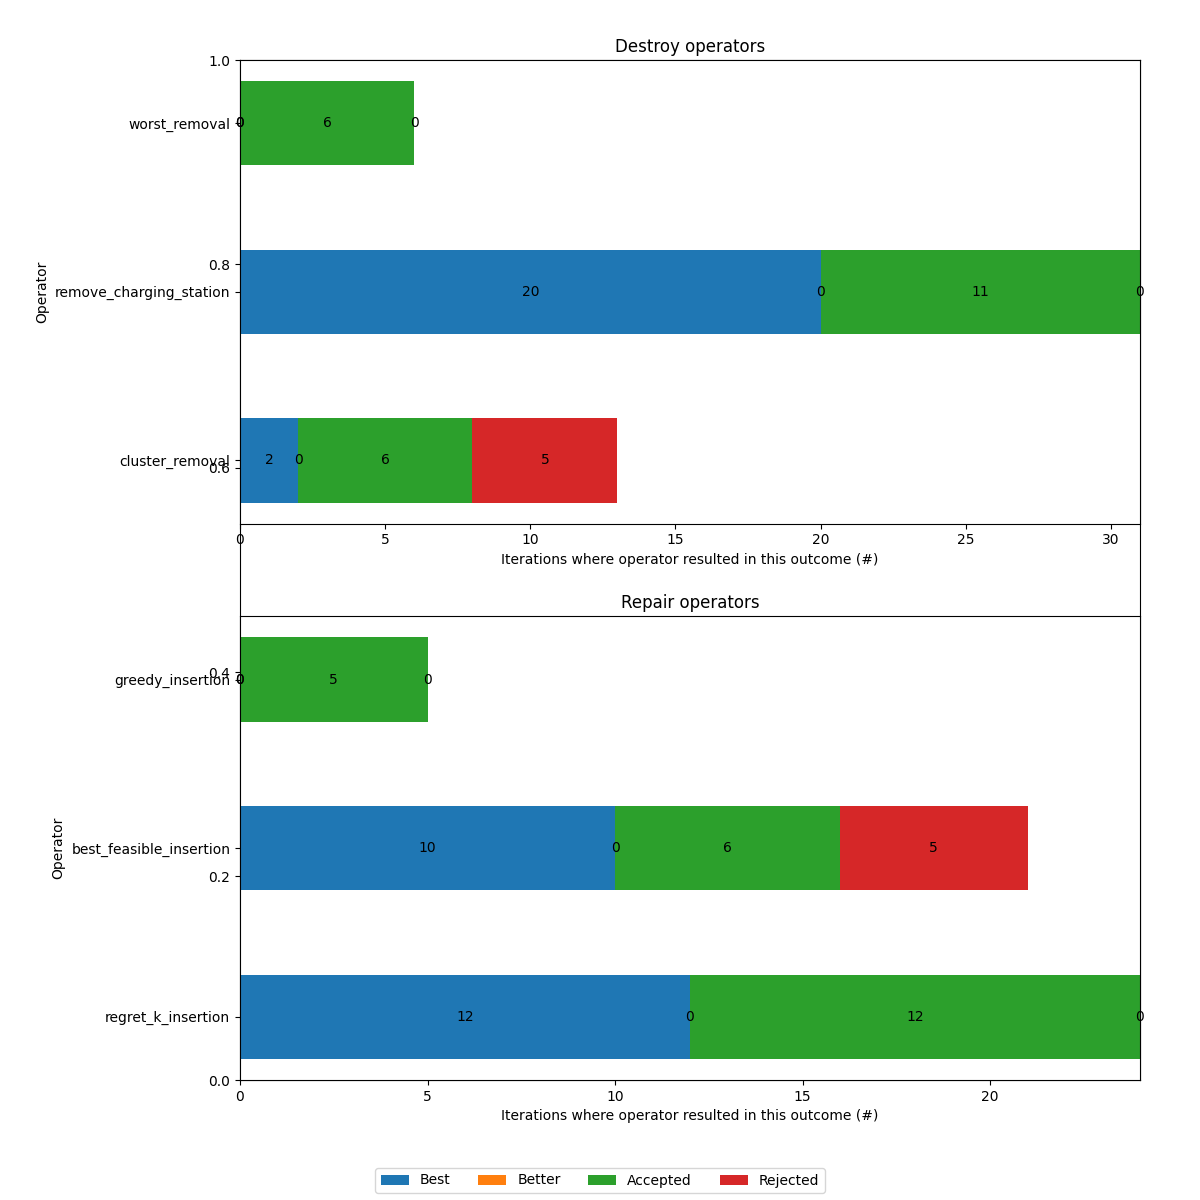 Destroy operators
1.0
worst_removal 0 0 6 0
Operator
0.8
remove_charging_station 20 0 11 0
cluster_removal 2 0 6 5
0.6
0 5 10 15 20 25 30
Iterations where operator resulted in this outcome (#)
Repair operators
0.4
greedy_insertion 0 0 5 0
Operator
best_feasible_insertion 10 0 6 5
0.2
regret_k_insertion 12 0 12 0
0.0
0 5 10 15 20
Iterations where operator resulted in this outcome (#)
Best Better Accepted Rejected